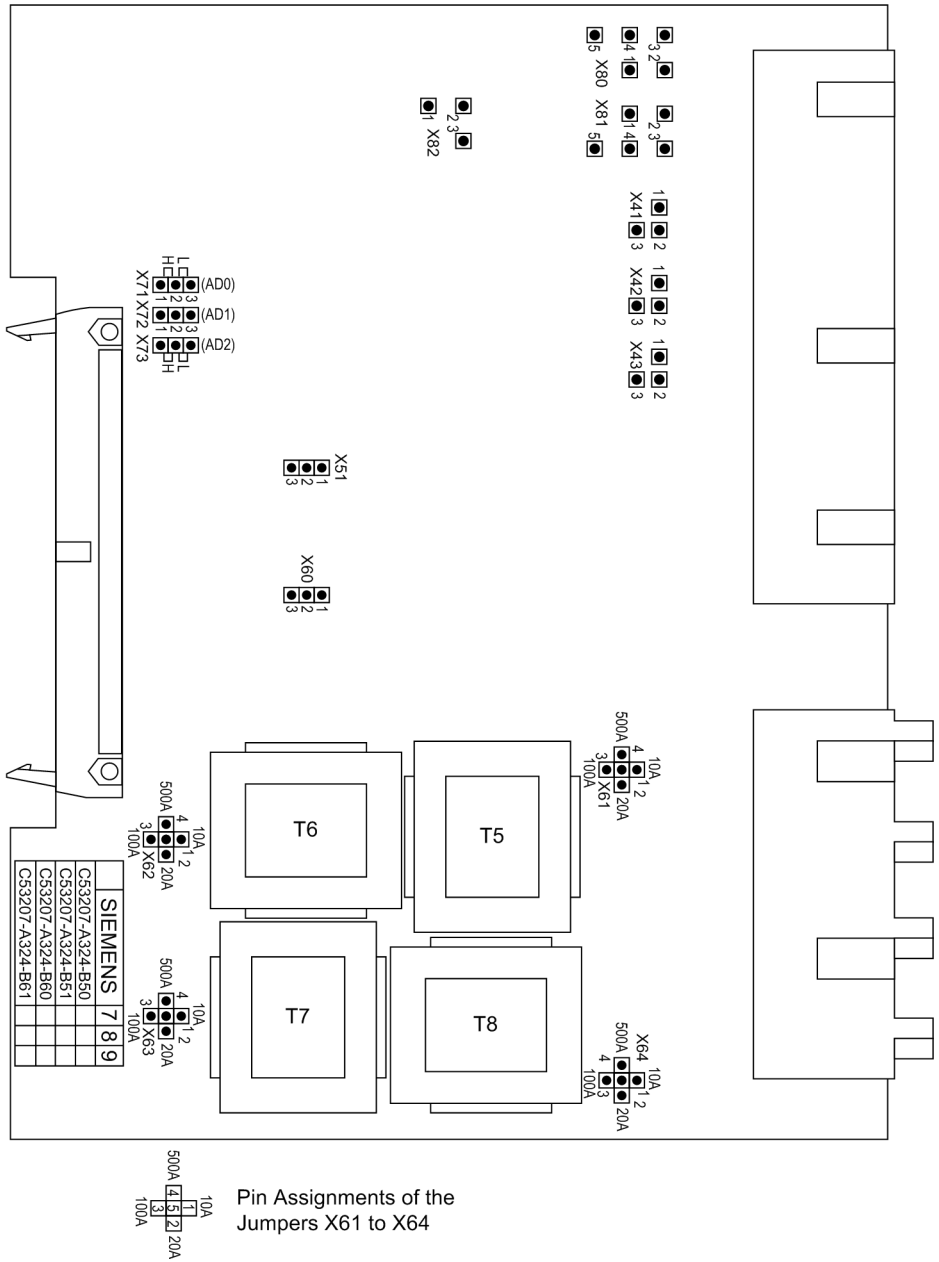 5
4
3
2
1
X80
X81
1
2
5
4
3
1
2
3
X82
X41
1
2
3
X42
1
2
3
X43
1
2
3
H
L
X71
1
2
3
(AD0)
X72
1
2
3
(AD1)
X73
1
2
3
(AD2)
H
L
X51
3
2
1
X60
3
2
1
500A
4
10A
3
1
2
100A
X61
20A
T6
T5
500A
4
10A
3
1
2
100A
X62
20A
T7
T8
500A
4
10A
3
1
2
100A
X63
20A
X64
500A
4
10A
3
1
2
100A
20A
SIEMENS 7 8 9
C53207-A324-B50
C53207-A324-B51
C53207-A324-B60
C53207-A324-B61
500A
10A
4
3 5 1
2
100A
20A
Pin Assignments of the
Jumpers X61 to X64